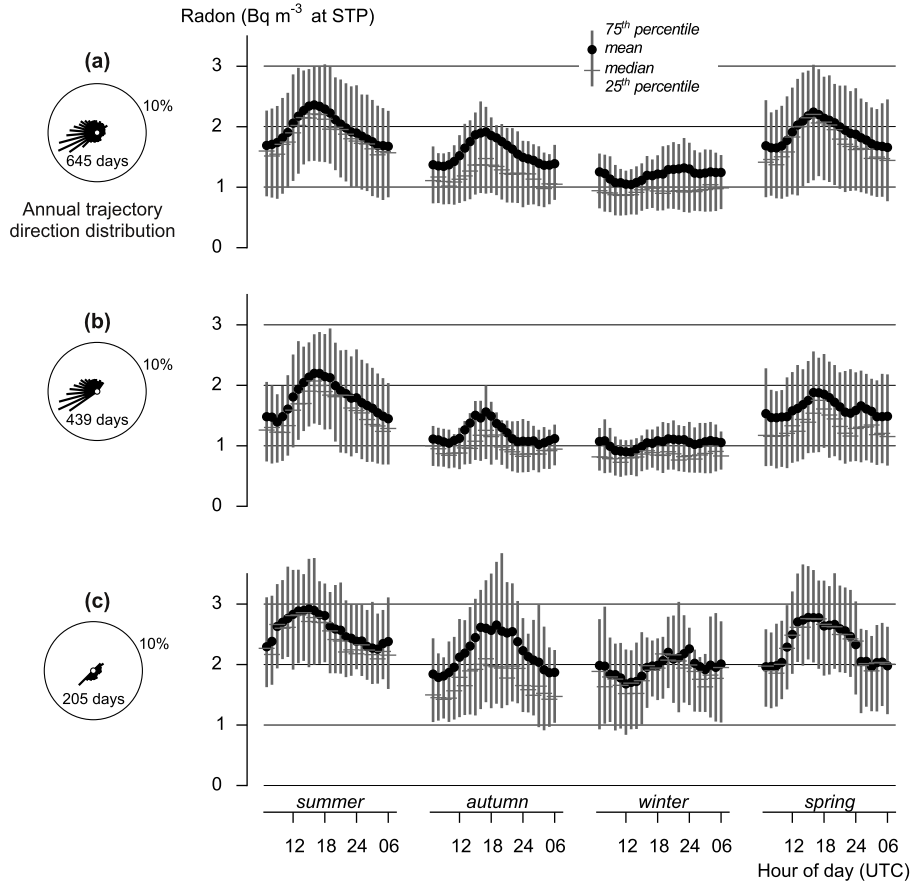 Radon (Bq m⁻³ at STP)
75th percentile
mean
median
25th percentile
(a)
10%
645 days
Annual trajectory
direction distribution
3
2
1
0
(b)
10%
439 days
3
2
1
0
(c)
10%
205 days
3
2
1
0
summer autumn winter spring
12 18 24 06 12 18 24 06 12 18 24 06 12 18 24 06
Hour of day (UTC)